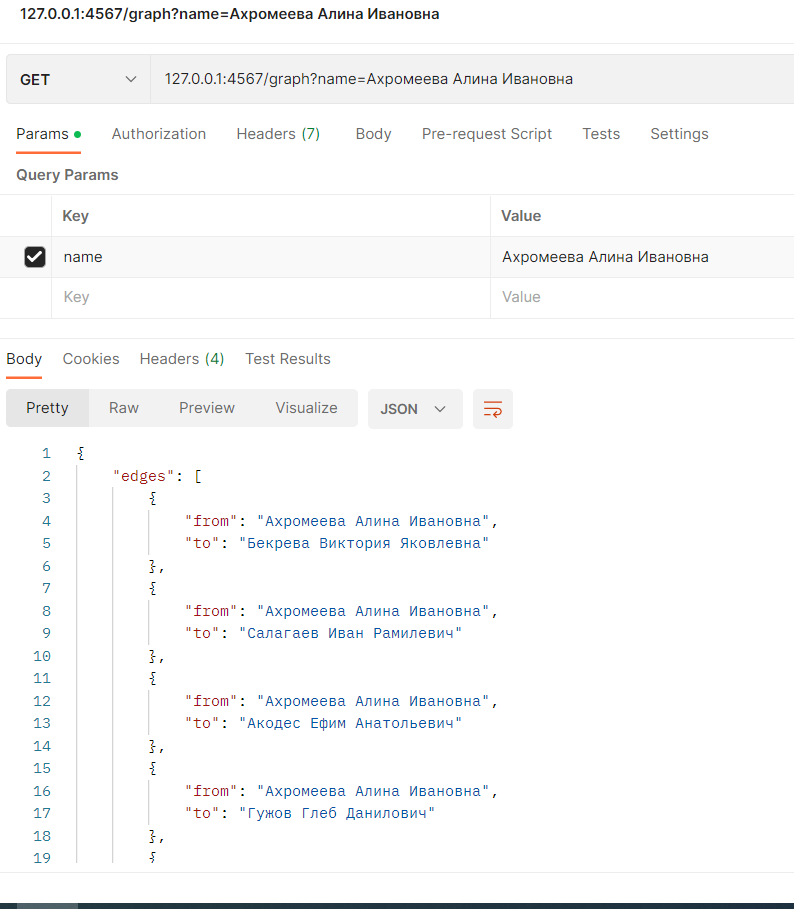 127.0.0.1:4567/graph?name=Ахромеева Алина Ивановна
GET 127.0.0.1:4567/graph?name=Ахромеева Алина Ивановна
Params Authorization Headers (7) Body Pre-request Script Tests Settings
Query Params
Key Value
name Ахромеева Алина Ивановна
Key Value
Body Cookies Headers (4) Test Results
Pretty Raw Preview Visualize JSON
1 {
2 "edges": [
3 {
4 "from": "Ахромеева Алина Ивановна",
5 "to": "Бекрева Виктория Яковлевна"
6 },
7 {
8 "from": "Ахромеева Алина Ивановна",
9 "to": "Салагаев Иван Рамилевич"
10 },
11 {
12 "from": "Ахромеева Алина Ивановна",
13 "to": "Акодес Ефим Анатольевич"
14 },
15 {
16 "from": "Ахромеева Алина Ивановна",
17 "to": "Гужов Глеб Данилович"
18 },
19 {